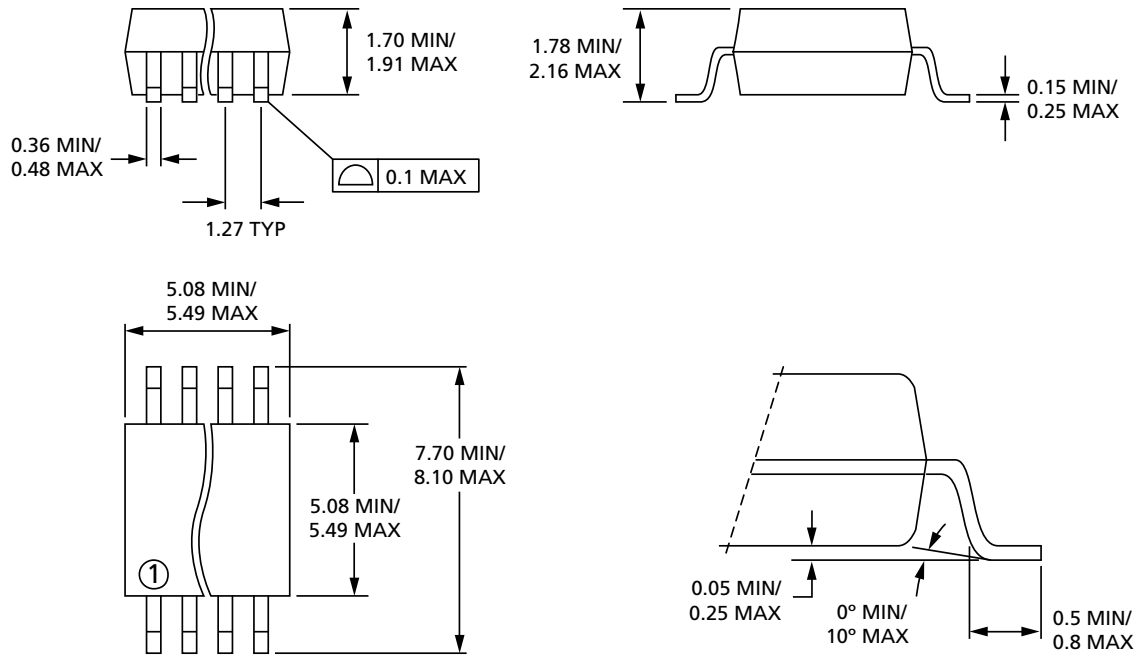 1.70 MIN/
1.91 MAX
1.78 MIN/
2.16 MAX
0.15 MIN/
0.25 MAX
0.36 MIN/
0.48 MAX
0.1 MAX
1.27 TYP
5.08 MIN/
5.49 MAX
7.70 MIN/
8.10 MAX
5.08 MIN/
5.49 MAX
1
0.05 MIN/
0.25 MAX
0° MIN/
10° MAX
0.5 MIN/
0.8 MAX